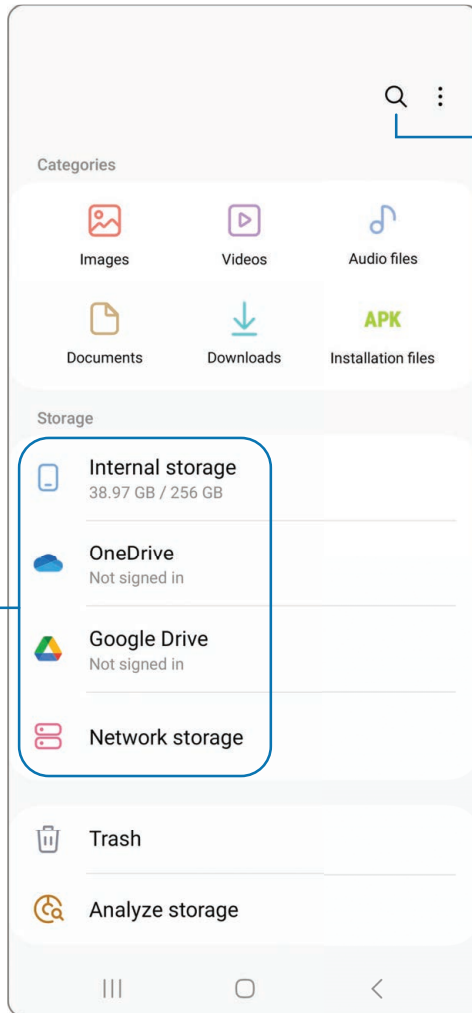 Categories
Images Videos Audio files
APK
Documents Downloads Installation files
Storage
Internal storage
38.97 GB / 256 GB
OneDrive
Not signed in
Google Drive
Not signed in
Network storage
Trash
Analyze storage